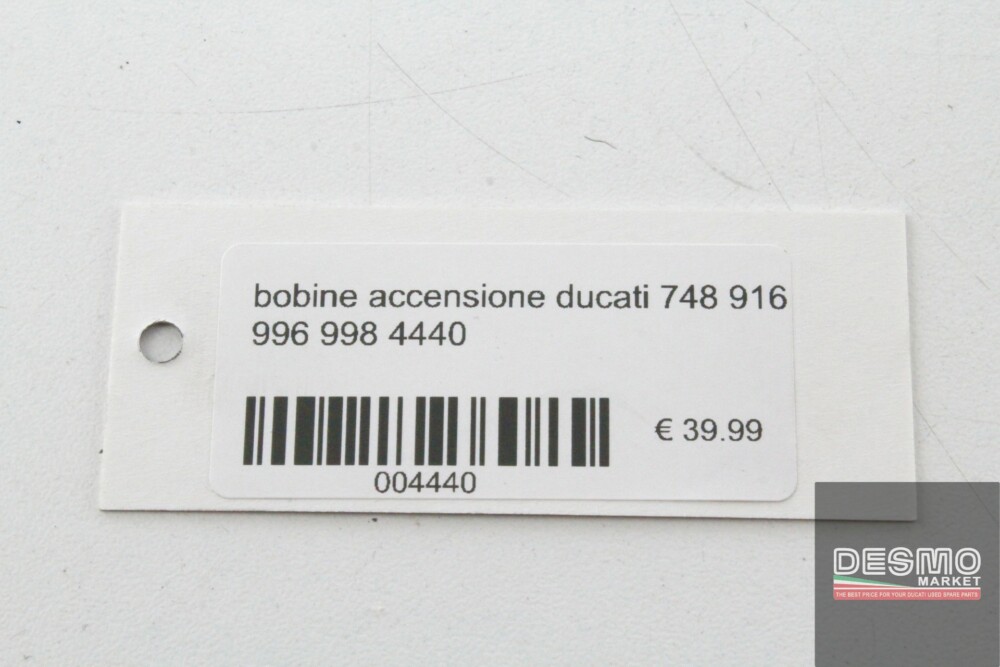 bobine accensione ducati 748 916
996 998 4440
€ 39.99
004440
DESMO
MARKET
THE BEST PRICE FOR YOUR DUCATI USED SPARE PARTS